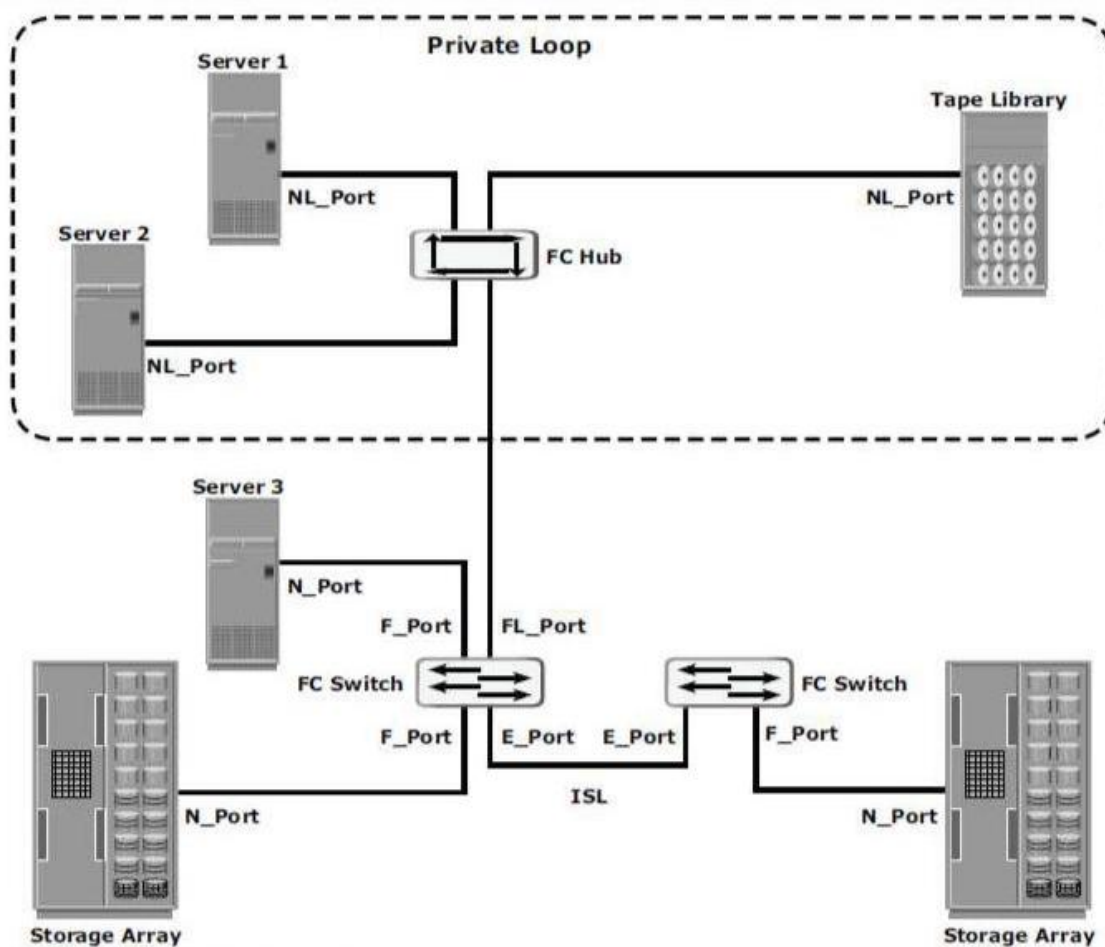 Private Loop
Server 1
Tape Library
NL_Port
NL_Port
Server 2
FC Hub
NL_Port
Server 3
N_Port
F_Port
FL_Port
FC Switch
FC Switch
F_Port
E_Port
E_Port
F_Port
ISL
N_Port
N_Port
Storage Array
Storage Array